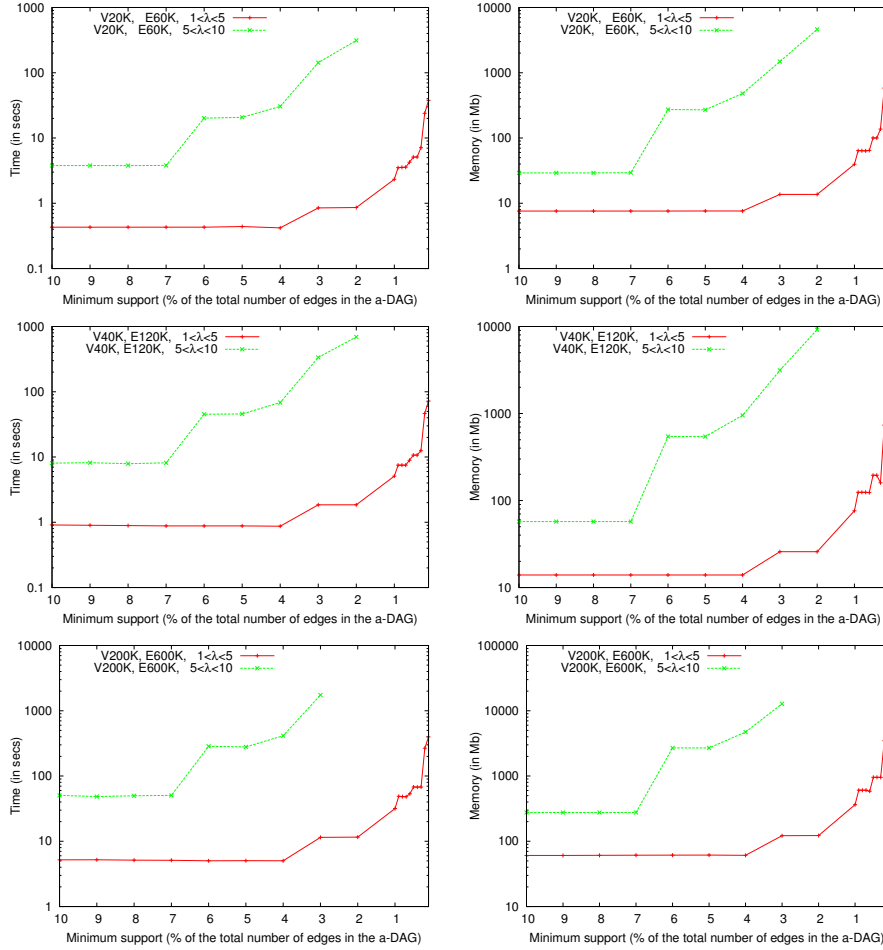 V20K, E60K, 1<λ<5
V20K, E60K, 5<λ<10
1000
100
10
1
0.1
Time (in secs)
10 9 8 7 6 5 4 3 2 1
Minimum support (% of the total number of edges in the a-DAG)
V20K, E60K, 1<λ<5
V20K, E60K, 5<λ<10
10000
1000
100
10
1
Memory (in Mb)
10 9 8 7 6 5 4 3 2 1
Minimum support (% of the total number of edges in the a-DAG)
V40K, E120K, 1<λ<5
V40K, E120K, 5<λ<10
1000
100
10
1
0.1
Time (in secs)
10 9 8 7 6 5 4 3 2 1
Minimum support (% of the total number of edges in the a-DAG)
V40K, E120K, 1<λ<5
V40K, E120K, 5<λ<10
10000
1000
100
10
Memory (in Mb)
10 9 8 7 6 5 4 3 2 1
Minimum support (% of the total number of edges in the a-DAG)
V200K, E600K, 1<λ<5
V200K, E600K, 5<λ<10
10000
1000
100
10
1
Time (in secs)
10 9 8 7 6 5 4 3 2 1
Minimum support (% of the total number of edges in the a-DAG)
V200K, E600K, 1<λ<5
V200K, E600K, 5<λ<10
100000
10000
1000
100
10
Memory (in Mb)
10 9 8 7 6 5 4 3 2 1
Minimum support (% of the total number of edges in the a-DAG)